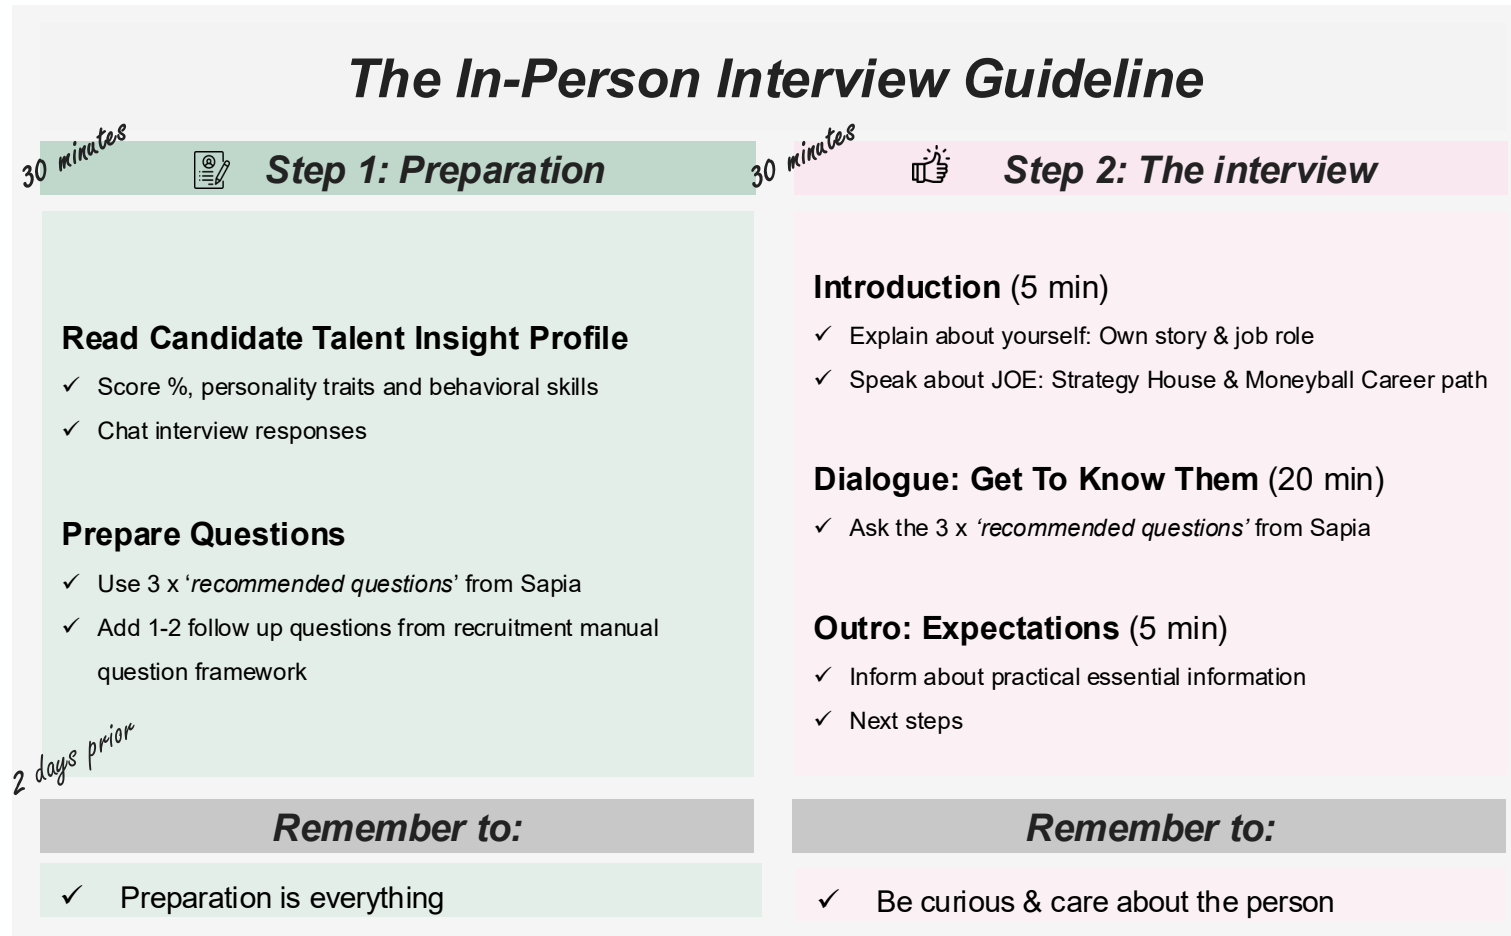 The In-Person Interview Guideline
30 minutes
Step 1: Preparation
Read Candidate Talent Insight Profile
✓ Score %, personality traits and behavioral skills
✓ Chat interview responses
Prepare Questions
✓ Use 3 x ‘recommended questions’ from Sapia
✓ Add 1-2 follow up questions from recruitment manual
question framework
2 days prior
Remember to:
✓ Preparation is everything
30 minutes
Step 2: The interview
Introduction (5 min)
✓ Explain about yourself: Own story & job role
✓ Speak about JOE: Strategy House & Moneyball Career path
Dialogue: Get To Know Them (20 min)
✓ Ask the 3 x ‘recommended questions’ from Sapia
Outro: Expectations (5 min)
✓ Inform about practical essential information
✓ Next steps
Remember to:
✓ Be curious & care about the person